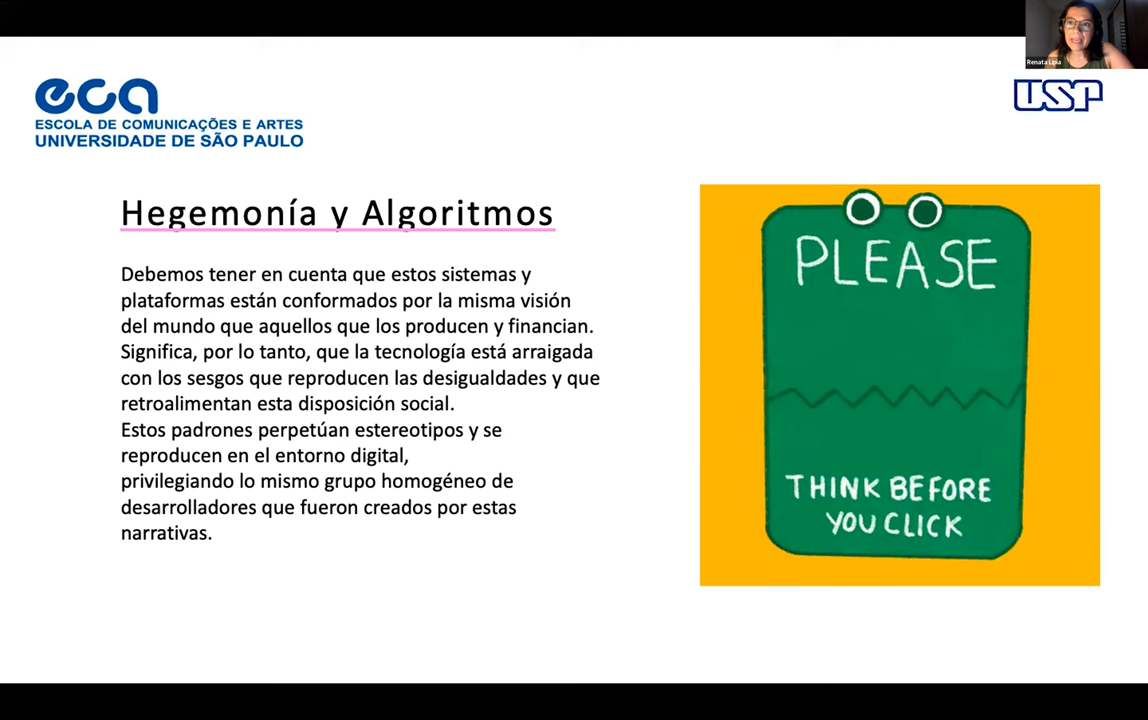 Renata Lipia
eca
ESCOLA DE COMUNICAÇÕES E ARTES
UNIVERSIDADE DE SÃO PAULO
USP
Hegemonía y Algoritmos
Debemos tener en cuenta que estos sistemas y
plataformas están conformados por la misma visión
del mundo que aquellos que los producen y financian.
Significa, por lo tanto, que la tecnología está arraigada
con los sesgos que reproducen las desigualdades y que
retroalimentan esta disposición social.
Estos padrones perpetúan estereotipos y se
reproducen en el entorno digital,
privilegiando lo mismo grupo homogéneo de
desarrolladores que fueron creados por estas
narrativas.
PLEASE
THINK BEFORE
YOU CLICK